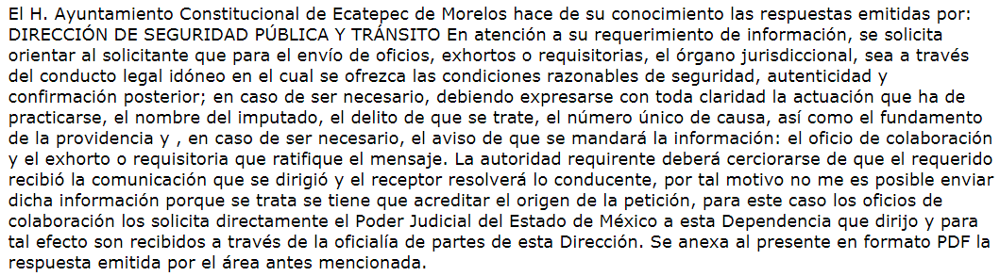 El H. Ayuntamiento Constitucional de Ecatepec de Morelos hace de su conocimiento las respuestas emitidas por:
DIRECCIÓN DE SEGURIDAD PÚBLICA Y TRÁNSITO En atención a su requerimiento de información, se solicita
orientar al solicitante que para el envío de oficios, exhortos o requisitorias, el órgano jurisdiccional, sea a través
del conducto legal idóneo en el cual se ofrezca las condiciones razonables de seguridad, autenticidad y
confirmación posterior; en caso de ser necesario, debiendo expresarse con toda claridad la actuación que ha de
practicarse, el nombre del imputado, el delito de que se trate, el número único de causa, así como el fundamento
de la providencia y , en caso de ser necesario, el aviso de que se mandará la información: el oficio de colaboración
y el exhorto o requisitoria que ratifique el mensaje. La autoridad requirente deberá cerciorarse de que el requerido
recibió la comunicación que se dirigió y el receptor resolverá lo conducente, por tal motivo no me es posible enviar
dicha información porque se trata se tiene que acreditar el origen de la petición, para este caso los oficios de
colaboración los solicita directamente el Poder Judicial del Estado de México a esta Dependencia que dirijo y para
tal efecto son recibidos a través de la oficialía de partes de esta Dirección. Se anexa al presente en formato PDF la
respuesta emitida por el área antes mencionada.